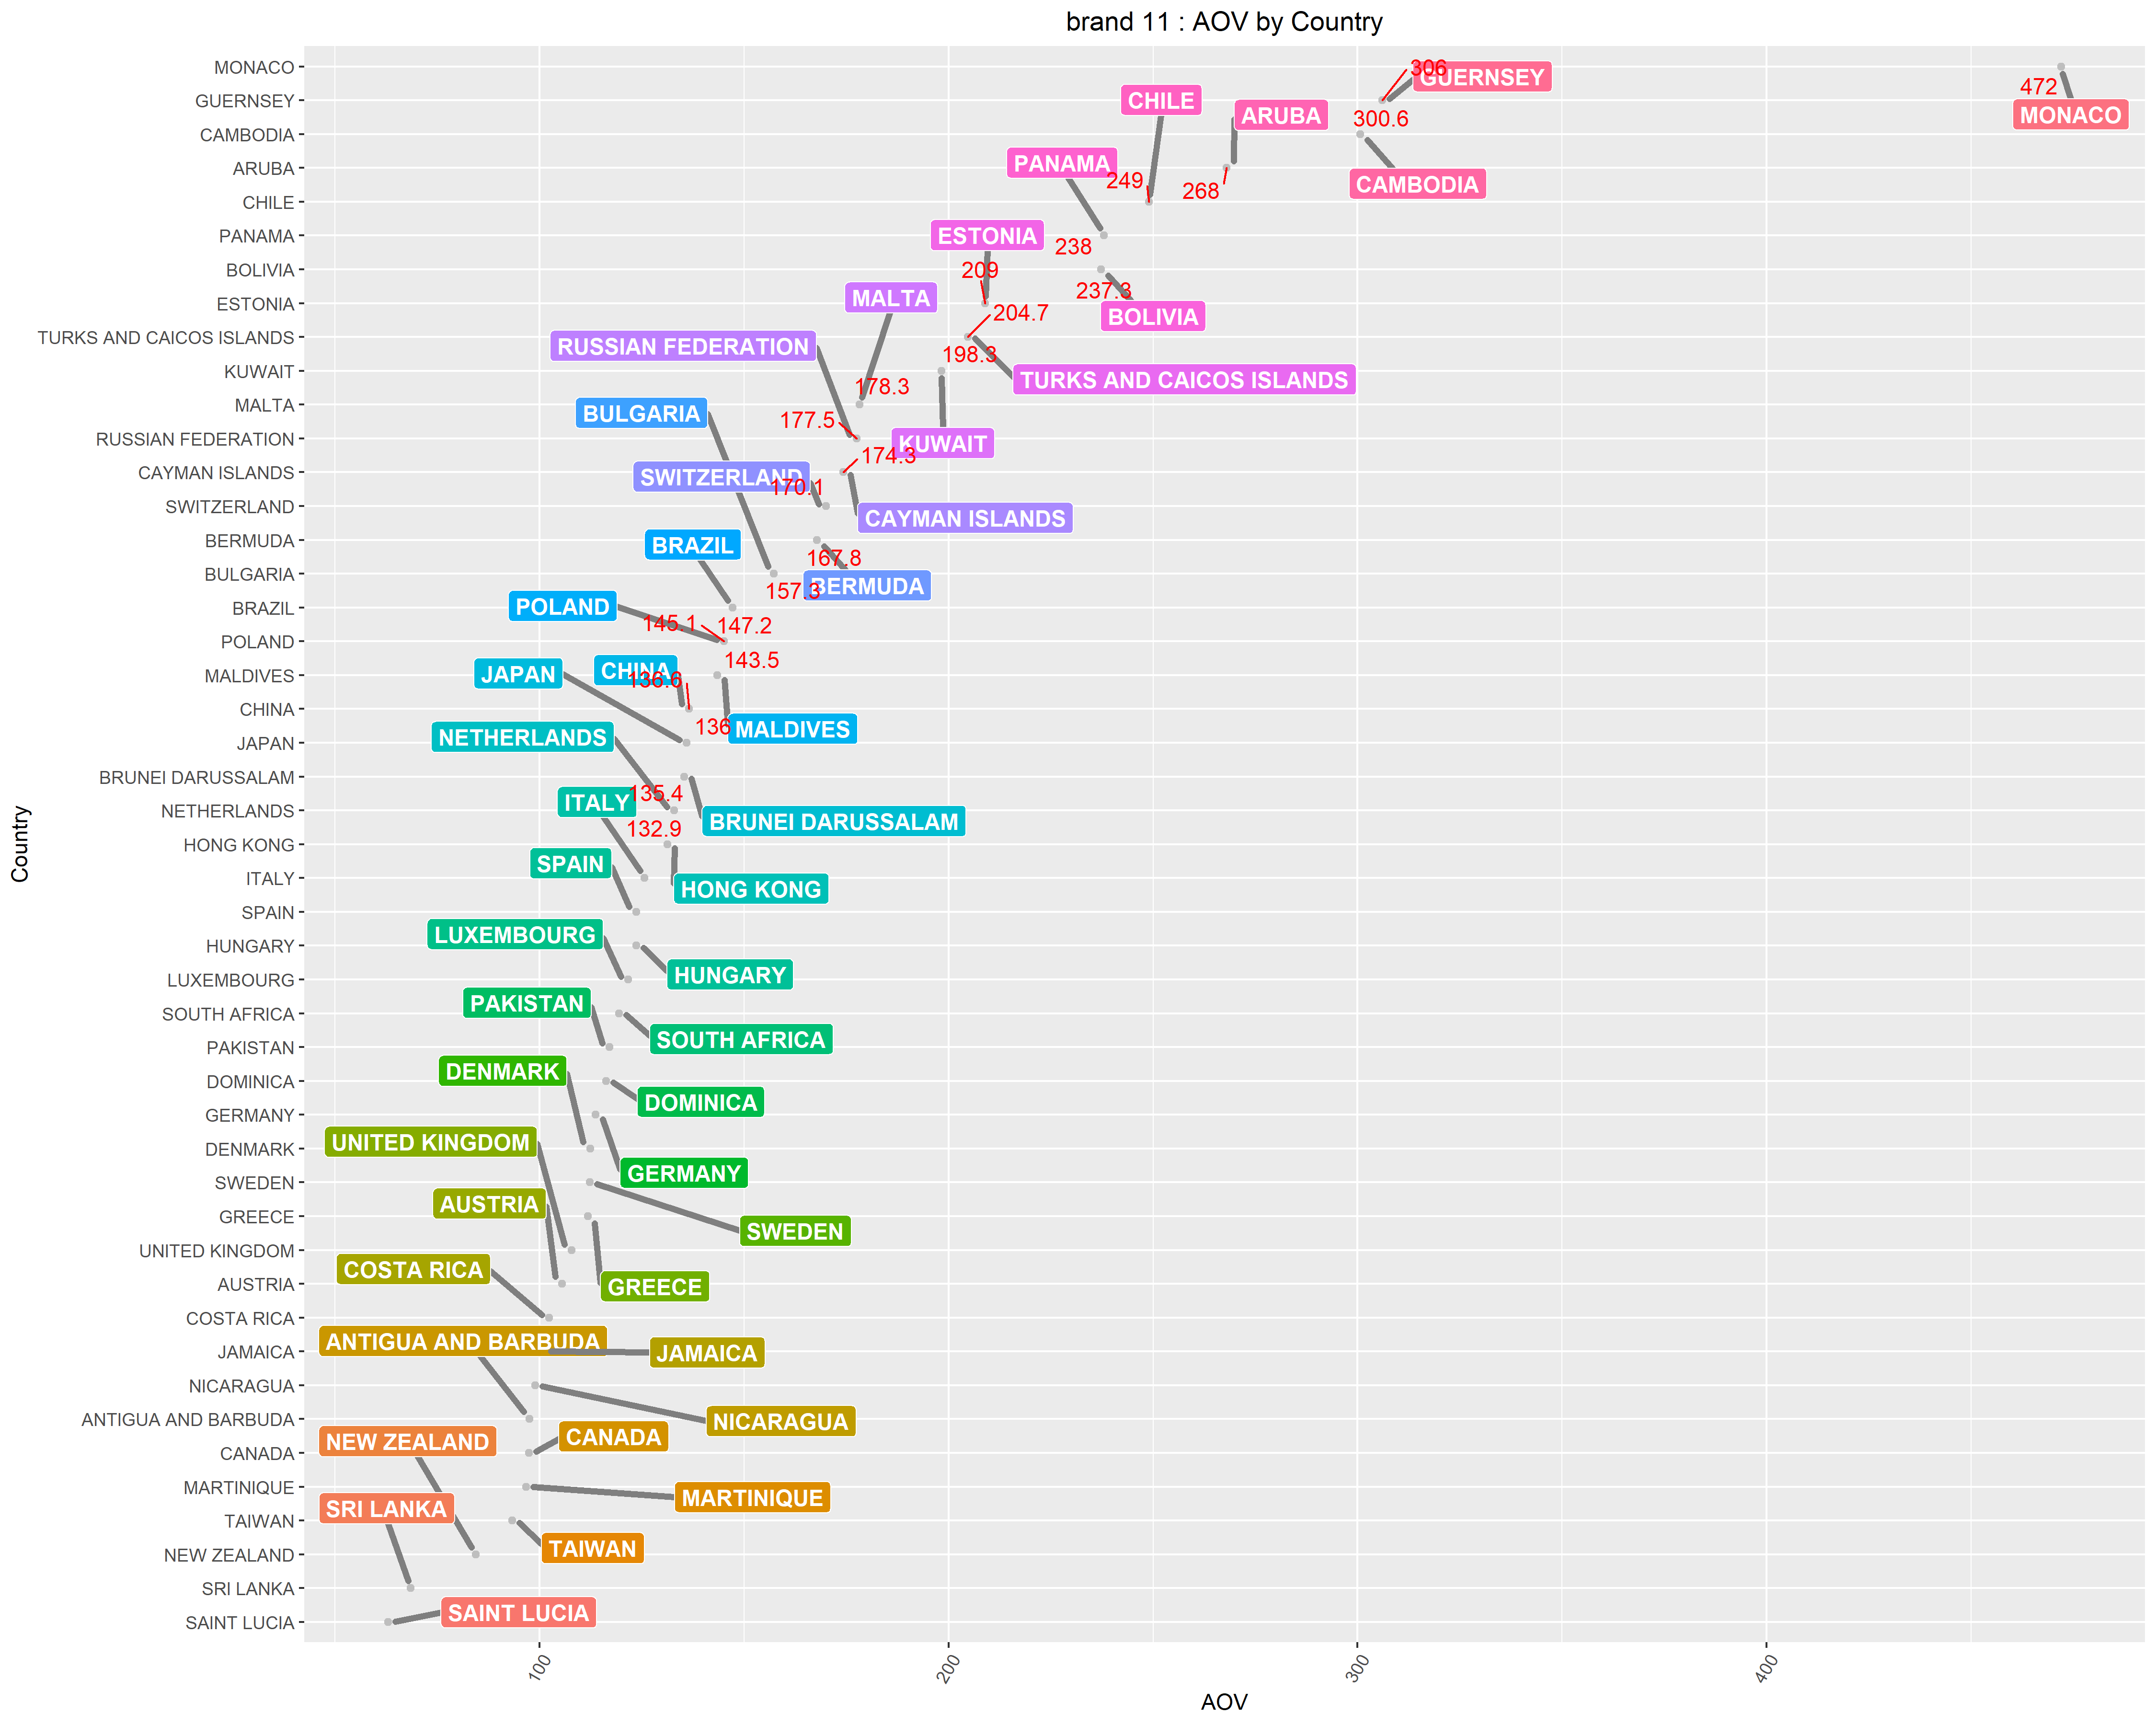 brand 11 : AOV by Country
Country
MONACO
GUERNSEY
CAMBODIA
ARUBA
CHILE
PANAMA
BOLIVIA
ESTONIA
TURKS AND CAICOS ISLANDS
KUWAIT
MALTA
RUSSIAN FEDERATION
CAYMAN ISLANDS
SWITZERLAND
BERMUDA
BULGARIA
BRAZIL
POLAND
MALDIVES
CHINA
JAPAN
BRUNEI DARUSSALAM
NETHERLANDS
HONG KONG
ITALY
SPAIN
HUNGARY
LUXEMBOURG
SOUTH AFRICA
PAKISTAN
DOMINICA
GERMANY
DENMARK
SWEDEN
GREECE
UNITED KINGDOM
AUSTRIA
COSTA RICA
JAMAICA
NICARAGUA
ANTIGUA AND BARBUDA
CANADA
MARTINIQUE
TAIWAN
NEW ZEALAND
SRI LANKA
SAINT LUCIA
306
GUERNSEY
472
MONACO
CHILE
ARUBA
300.6
PANAMA
249
268
CAMBODIA
ESTONIA
238
209
237.3
BOLIVIA
MALTA
204.7
RUSSIAN FEDERATION
198.3
TURKS AND CAICOS ISLANDS
178.3
BULGARIA
177.5
KUWAIT
174.3
SWITZERLAND
170.1
CAYMAN ISLANDS
BRAZIL
167.8
BERMUDA
157.3
POLAND
145.1
147.2
143.5
CHINA
JAPAN
136.6
136
MALDIVES
NETHERLANDS
135.4
ITALY
BRUNEI DARUSSALAM
132.9
SPAIN
HONG KONG
LUXEMBOURG
HUNGARY
PAKISTAN
SOUTH AFRICA
DENMARK
DOMINICA
UNITED KINGDOM
GERMANY
AUSTRIA
SWEDEN
COSTA RICA
GREECE
ANTIGUA AND BARBUDA
JAMAICA
NICARAGUA
NEW ZEALAND
CANADA
MARTINIQUE
SRI LANKA
TAIWAN
SAINT LUCIA
100
200
300
400
AOV